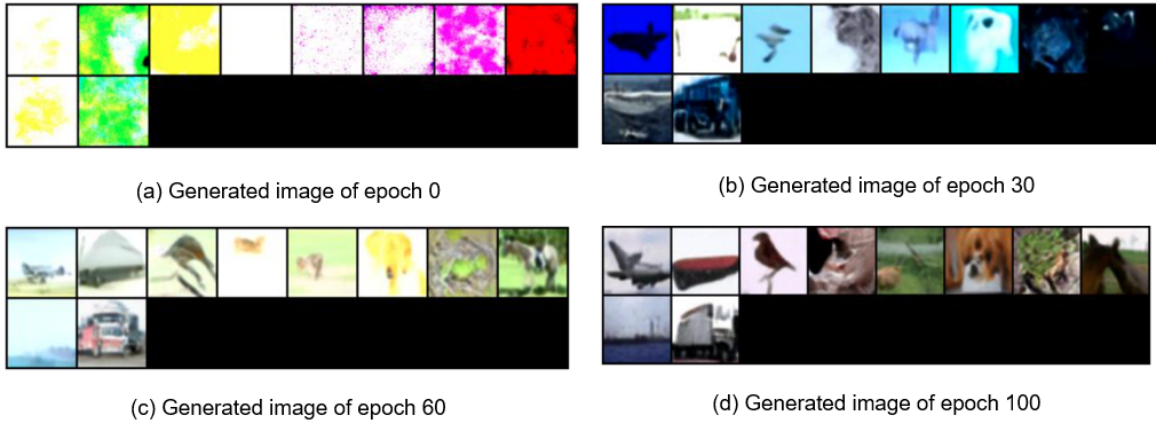 (a) Generated image of epoch 0
(b) Generated image of epoch 30
(c) Generated image of epoch 60
(d) Generated image of epoch 100